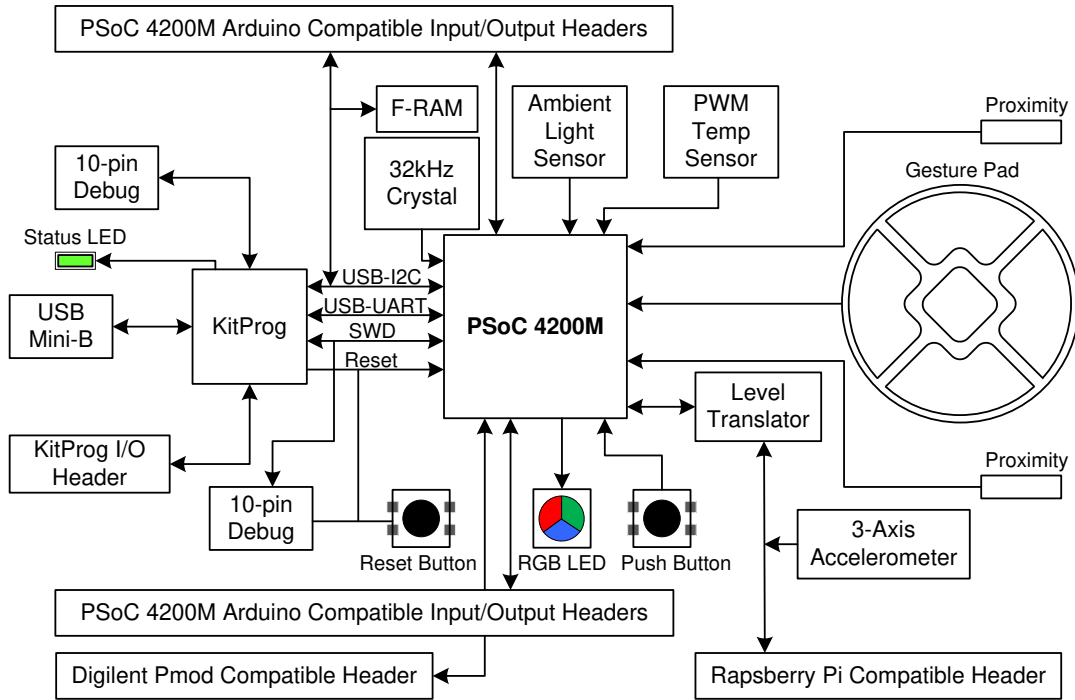 PSoC 4200M Arduino Compatible Input/Output Headers
F-RAM
Ambient
Light
Sensor
PWM
Temp
Sensor
Proximity
10-pin
Debug
32kHz
Crystal
Gesture Pad
Status LED
USB-I2C
USB-UART
SWD
Reset
KitProg
PSoC 4200M
USB
Mini-B
Level
Translator
KitProg I/O
Header
10-pin
Debug
Proximity
3-Axis
Accelerometer
Reset Button
RGB LED
Push Button
PSoC 4200M Arduino Compatible Input/Output Headers
Digilent Pmod Compatible Header
Rapsberry Pi Compatible Header